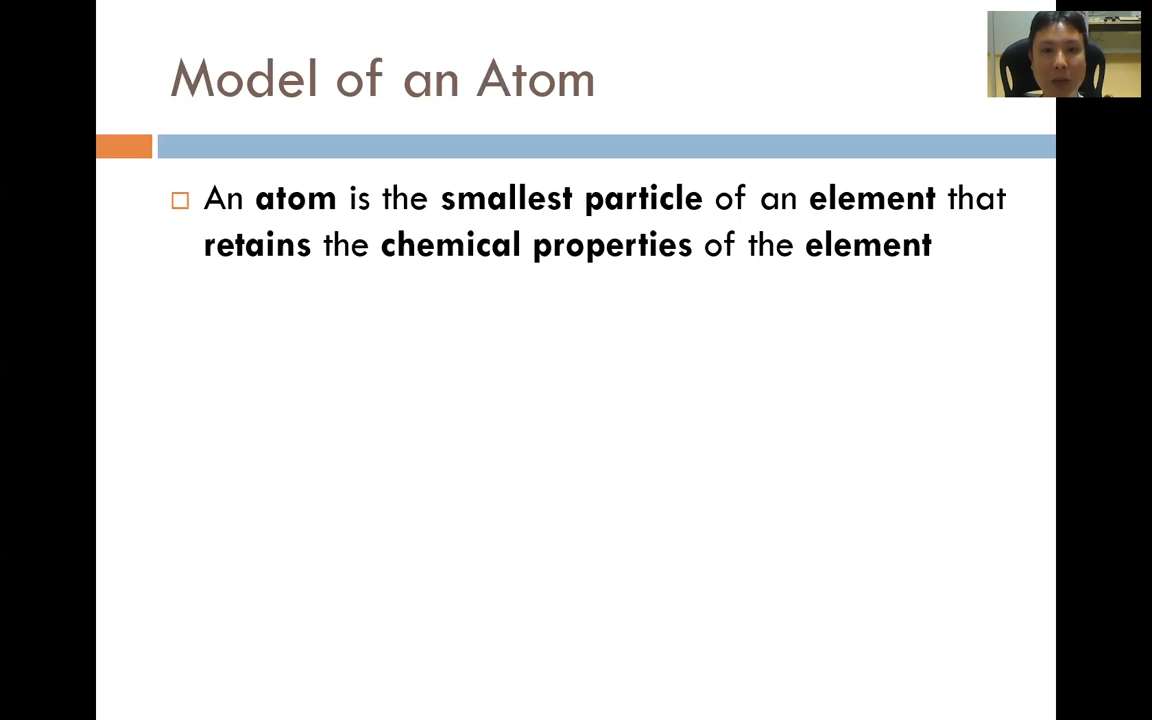 Model of an Atom
An atom is the smallest particle of an element that
retains the chemical properties of the element